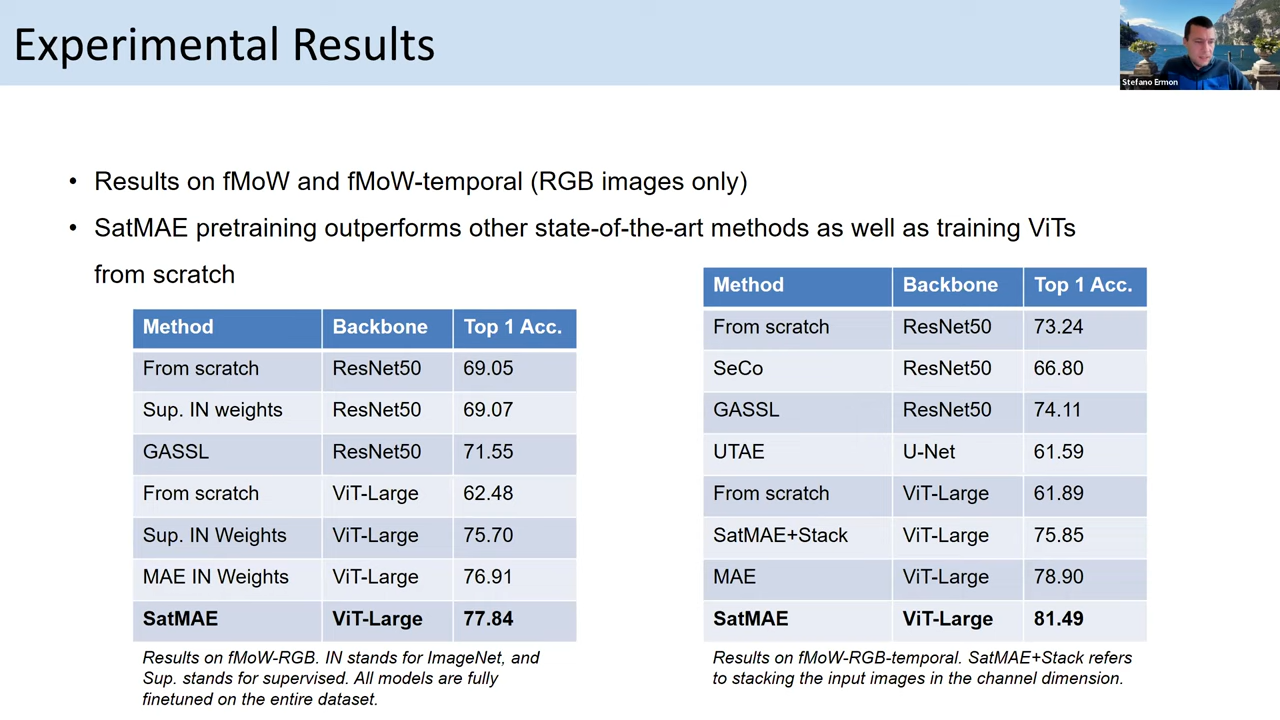 Experimental Results
Stefano Ermon
• Results on fMoW and fMoW-temporal (RGB images only)
• SatMAE pretraining outperforms other state-of-the-art methods as well as training ViTs
from scratch
Method Backbone Top 1 Acc.
From scratch ResNet50 69.05
Sup. IN weights ResNet50 69.07
GASSL ResNet50 71.55
From scratch ViT-Large 62.48
Sup. IN Weights ViT-Large 75.70
MAE IN Weights ViT-Large 76.91
SatMAE ViT-Large 77.84
Results on fMoW-RGB. IN stands for ImageNet, and
Sup. stands for supervised. All models are fully
finetuned on the entire dataset.
Method Backbone Top 1 Acc.
From scratch ResNet50 73.24
SeCo ResNet50 66.80
GASSL ResNet50 74.11
UTAE U-Net 61.59
From scratch ViT-Large 61.89
SatMAE+Stack ViT-Large 75.85
MAE ViT-Large 78.90
SatMAE ViT-Large 81.49
Results on fMoW-RGB-temporal. SatMAE+Stack refers
to stacking the input images in the channel dimension.